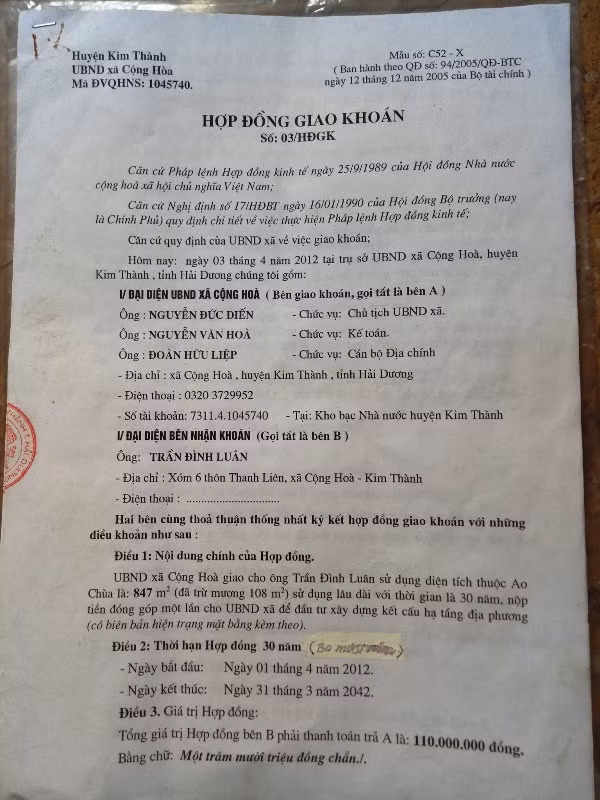 Huyện Kim Thành
UBND xã Cộng Hòa
Mã ĐVQHNS: 1045740.
Mẫu số: C52 - X
( Ban hành theo QĐ số: 94/2005/QĐ-BTC
ngày 12 tháng 12 năm 2005 của Bộ tài chính )
HỢP ĐỒNG GIAO KHOÁN
Số: 03/HĐGK
Căn cứ Pháp lệnh Hợp đồng kinh tế ngày 25/9/1989 của Hội đồng Nhà nước
cộng hoà xã hội chủ nghĩa Việt Nam;
Căn cứ Nghị định số 17/HĐBT ngày 16/01/1990 của Hội đồng Bộ trưởng (nay
là Chính Phủ) quy định chi tiết về việc thực hiện Pháp lệnh Hợp đồng kinh tế;
Căn cứ quy định của UBND xã về việc giao khoán;
Hôm nay: ngày 03 tháng 4 năm 2012 tại trụ sở UBND xã Cộng Hoà, huyện
Kim Thành , tỉnh Hải Dương chúng tôi gồm:
I/ ĐẠI DIỆN UBND XÃ CỘNG HOÀ ( Bên giao khoán, gọi tắt là bên A )
Ông : NGUYỄN ĐỨC DIẾN - Chức vụ: Chủ tịch UBND xã.
Ông : NGUYỄN VĂN HOÀ - Chức vụ: Kế toán.
Ông : ĐOÀN HỮU LIỆP - Chức vụ: Cán bộ Địa chính
- Địa chỉ : xã Cộng Hoà , huyện Kim Thành , tỉnh Hải Dương
- Điện thoại : 0320 3729952
- Số tài khoản: 7311.4.1045740 - Tại: Kho bạc Nhà nước huyện Kim Thành
I/ ĐẠI DIỆN BÊN NHẬN KHOÁN (Gọi tắt là bên B )
Ông: TRẦN ĐÌNH LUÂN
- Địa chỉ : Xóm 6 thôn Thanh Liên, xã Cộng Hoà - Kim Thành
- Điện thoại : ..............................
Hai bên cùng thoả thuận thống nhất ký kết hợp đồng giao khoán với những
điều khoản như sau :
Điều 1: Nội dung chính của Hợp đồng.
UBND xã Cộng Hoà giao cho ông Trần Đình Luân sử dụng diện tích thuộc Ao
Chùa là: 847 m² (đã trừ mương 108 m²) sử dụng lâu dài với thời gian là 30 năm, nộp
tiền đóng góp một lần cho UBND xã để đầu tư xây dựng kết cấu hạ tầng địa phương
(có biên bản hiện trạng mặt bằng kèm theo).
Điều 2: Thời hạn Hợp đồng 30 năm (Ba mươi năm)
- Ngày bắt đầu: Ngày 01 tháng 4 năm 2012.
- Ngày kết thúc: Ngày 31 tháng 3 năm 2042.
Điều 3. Giá trị Hợp đồng:
Tổng giá trị Hợp đồng bên B phải thanh toán trả A là: 110.000.000 đồng.
Bằng chữ: Một trăm mười triệu đồng chẵn./.